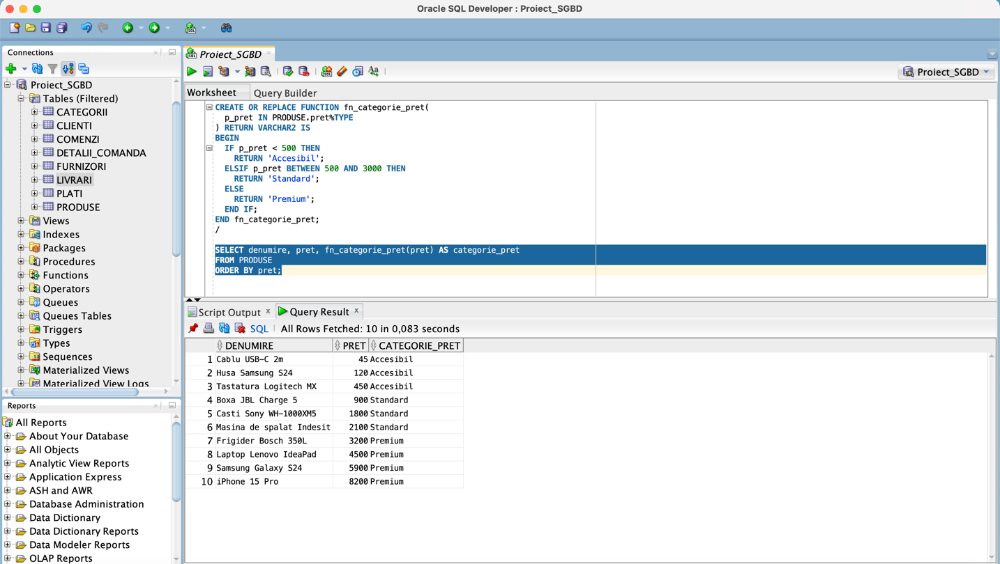 Oracle SQL Developer : Proiect_SGBD
Connections
Proiect_SGBD
Tables (Filtered)
CATEGORII
CLIENTI
COMENZI
DETALII_COMANDA
FURNIZORI
LIVRARI
PLATI
PRODUSE
Views
Indexes
Packages
Procedures
Functions
Operators
Queues
Queues Tables
Triggers
Types
Sequences
Materialized Views
Materialized View Logs
Reports
All Reports
About Your Database
All Objects
Analytic View Reports
Application Express
ASH and AWR
Database Administration
Data Dictionary
Data Dictionary Reports
Data Modeler Reports
OLAP Reports
Proiect_SGBD
Proiect_SGBD
Worksheet Query Builder
CREATE OR REPLACE FUNCTION fn_categorie_pret(
p_pret IN PRODUSE.pret%TYPE
) RETURN VARCHAR2 IS
BEGIN
IF p_pret < 500 THEN
RETURN 'Accesibil';
ELSIF p_pret BETWEEN 500 AND 3000 THEN
RETURN 'Standard';
ELSE
RETURN 'Premium';
END IF;
END fn_categorie_pret;
/
SELECT denumire, pret, fn_categorie_pret(pret) AS categorie_pret
FROM PRODUSE
ORDER BY pret;
Script Output x Query Result x
SQL All Rows Fetched: 10 in 0,083 seconds
DENUMIRE PRET CATEGORIE_PRET
1 Cablu USB-C 2m 45 Accesibil
2 Husa Samsung S24 120 Accesibil
3 Tastatura Logitech MX 450 Accesibil
4 Boxa JBL Charge 5 900 Standard
5 Casti Sony WH-1000XM5 1800 Standard
6 Masina de spalat Indesit 2100 Standard
7 Frigider Bosch 350L 3200 Premium
8 Laptop Lenovo IdeaPad 4500 Premium
9 Samsung Galaxy S24 5900 Premium
10 iPhone 15 Pro 8200 Premium